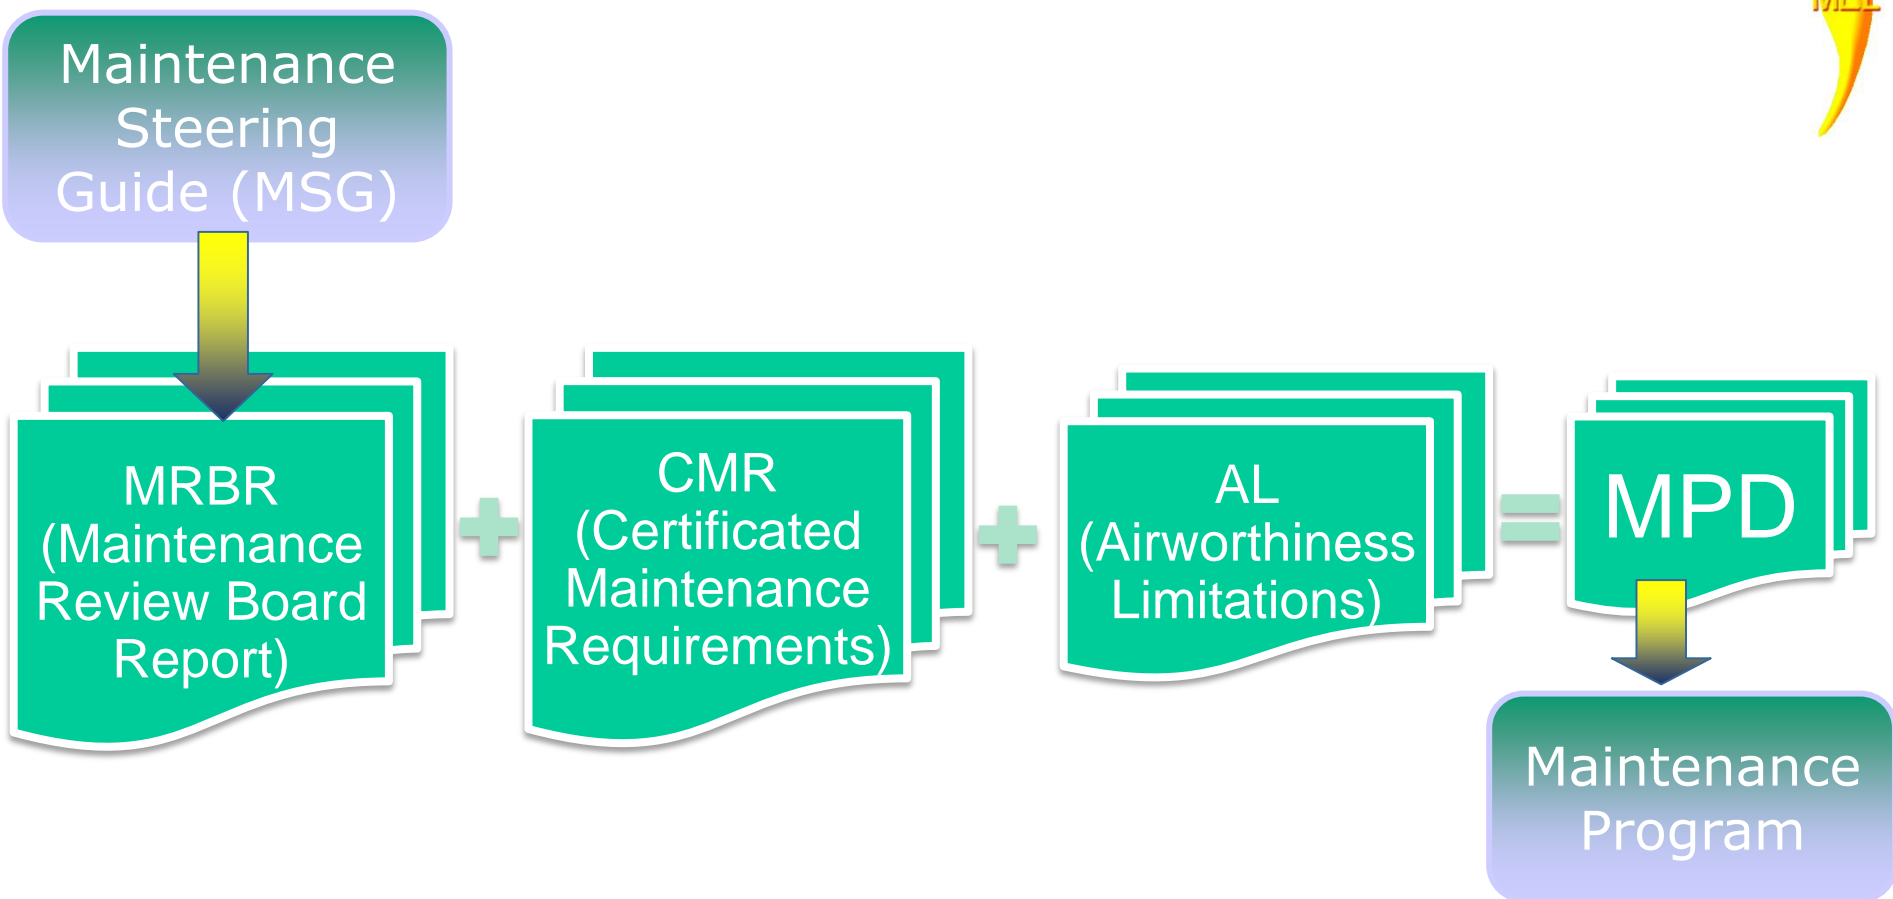 Maintenance
Steering
Guide (MSG)
MRBR
(Maintenance
Review Board
Report)
CMR
(Certificated
Maintenance
Requirements)
AL
(Airworthiness
Limitations)
MPD
Maintenance
Program